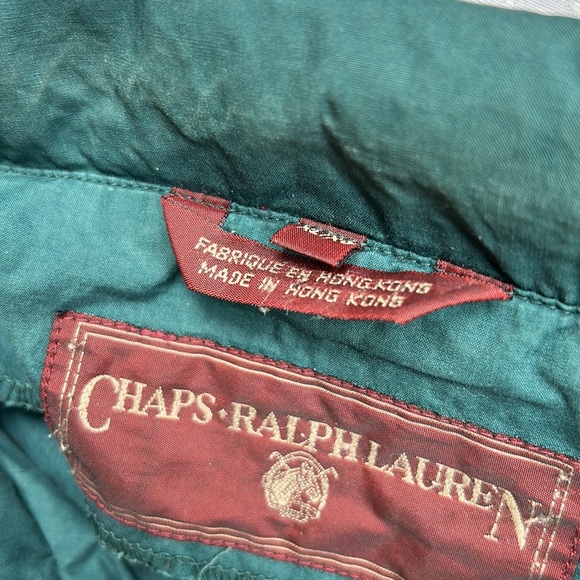 FABRIQUE EN HONG KONG
MADE IN HONG KONG
CHAPS · RALPH LAUREN